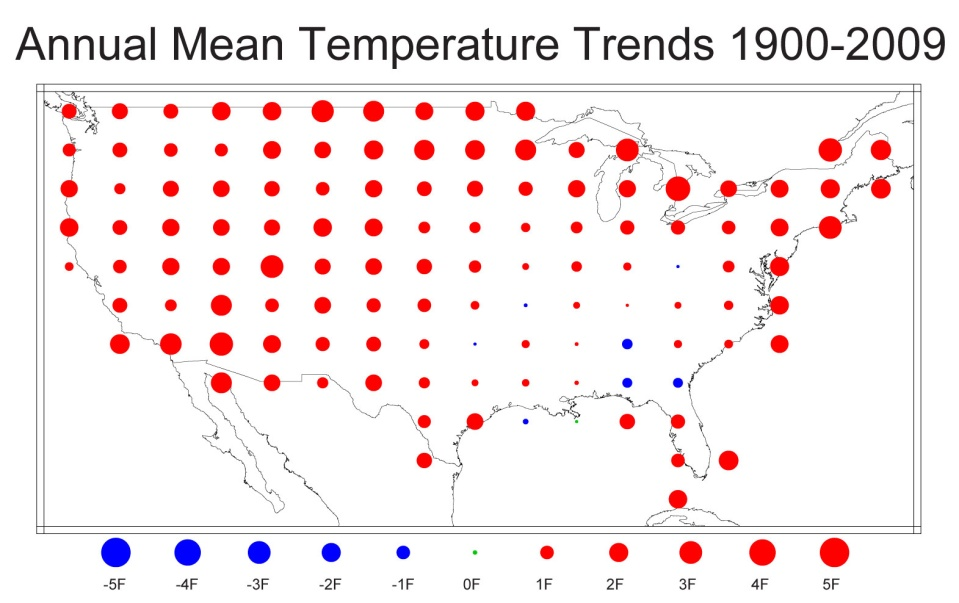 Annual Mean Temperature Trends 1900-2009
-5F -4F -3F -2F -1F 0F 1F 2F 3F 4F 5F